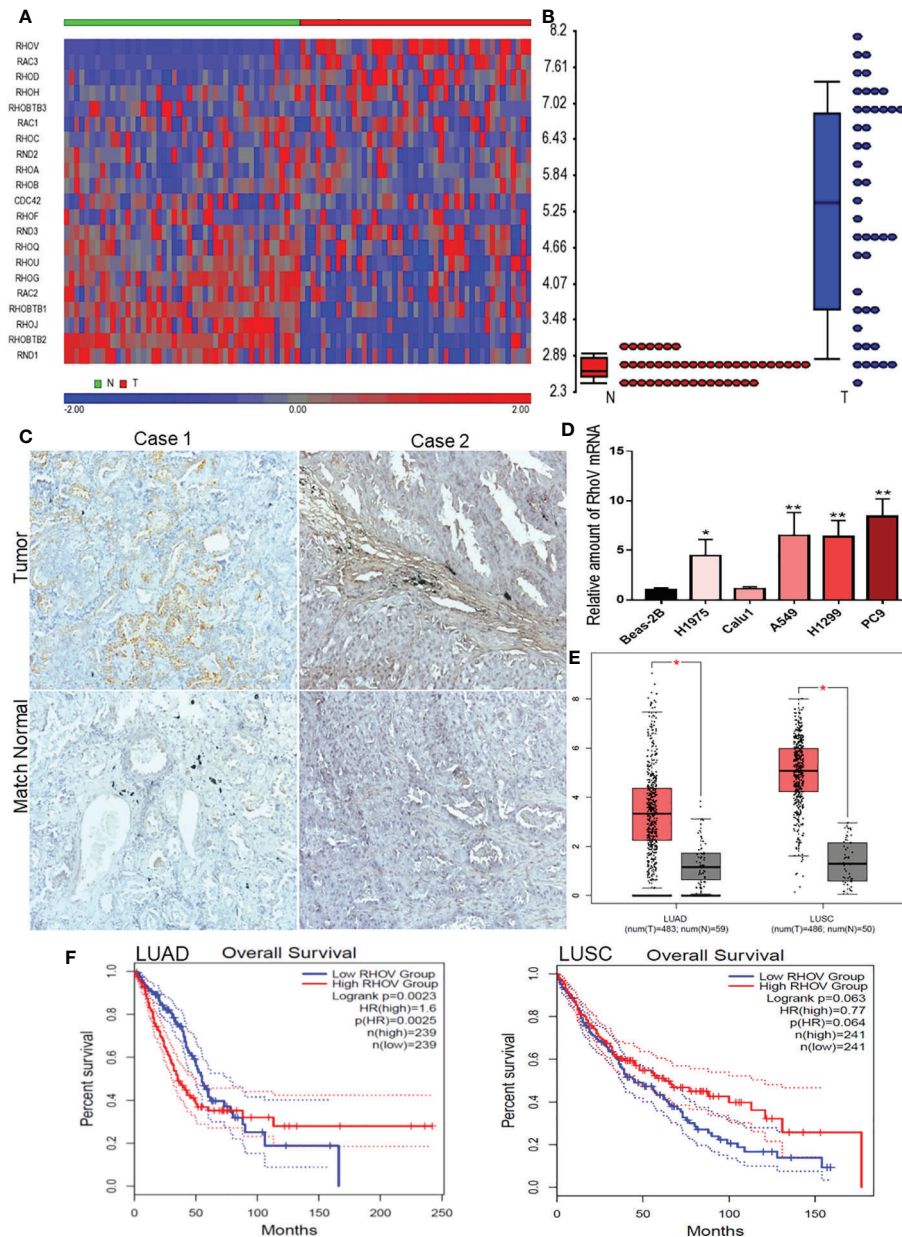 A
RHOV
RAC3
RHOD
RHOH
RHOBTB3
RAC1
RHOC
RND2
RHOA
RHOB
CDC42
RHOF
RND3
RHOQ
RHOU
RHOG
RAC2
RHOBTB1
RHOJ
RHOBTB2
RND1
N T
-2.00 0.00 2.00
B
8.2
7.61
7.02
6.43
5.84
5.25
4.66
4.07
3.48
2.89
2.3
N T
C
Case 1 Case 2
Tumor
Match Normal
D
Relative amount of RhoV mRNA
15
10
5
0
* ** ** **
Beas-2B H1975 Calu1 A549 H1299 PC9
E
* *
8
6
4
2
0
LUAD LUSC
(num(T)=483; num(N)=59) (num(T)=486; num(N)=50)
F
LUAD Overall Survival
Low RHOV Group
High RHOV Group
Logrank p=0.0023
HR(high)=1.6
p(HR)=0.0025
n(high)=239
n(low)=239
Percent survival
1.0
0.8
0.6
0.4
0.2
0.0
0 50 100 150 200 250
Months
LUSC Overall Survival
Low RHOV Group
High RHOV Group
Logrank p=0.063
HR(high)=0.77
p(HR)=0.064
n(high)=241
n(low)=241
Percent survival
1.0
0.8
0.6
0.4
0.2
0.0
0 50 100 150
Months